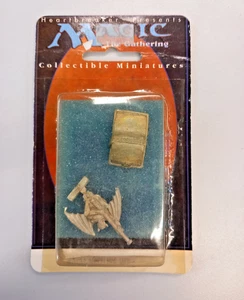 Heartbreaker Presents
MAGIC
The Gathering
Collectible Miniatures